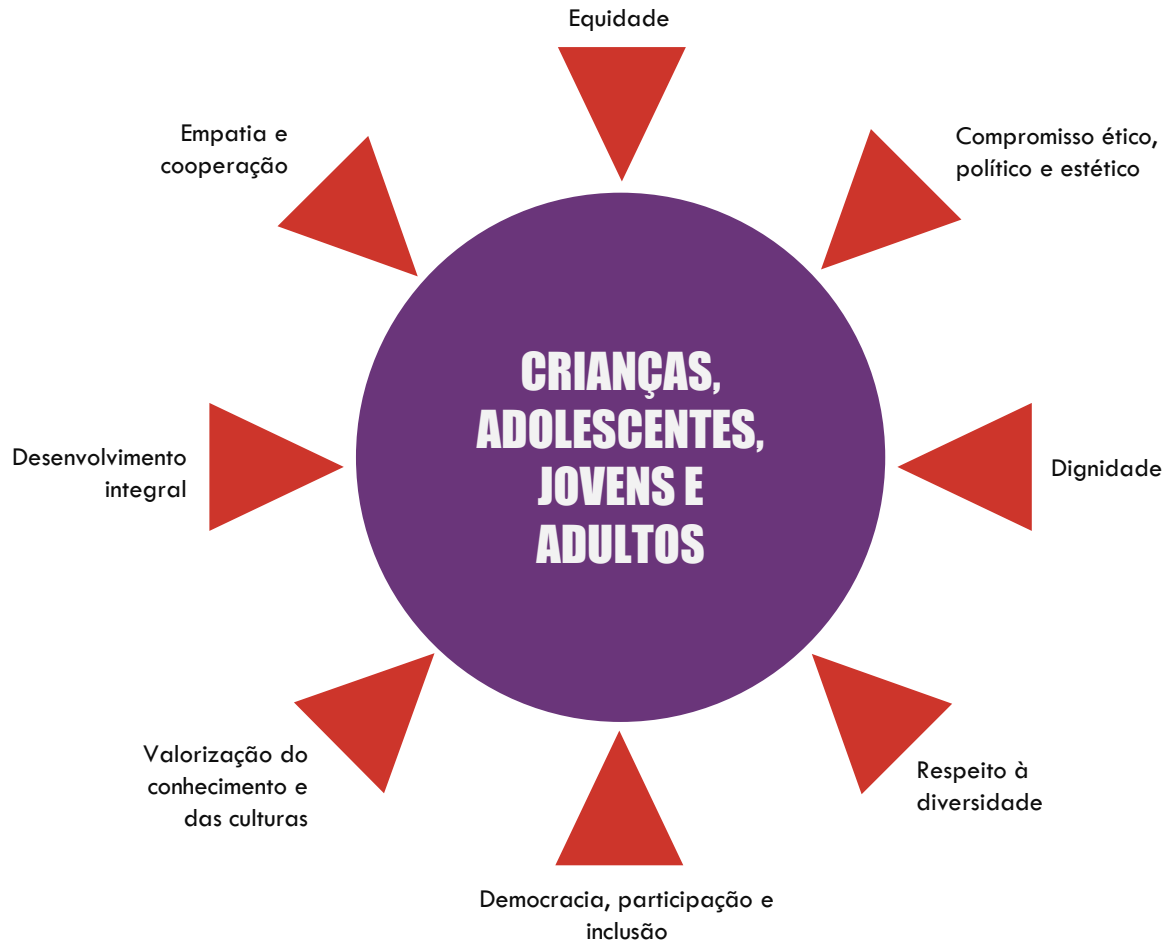 Equidade
Empatia e
cooperação
Compromisso ético,
político e estético
CRIANÇAS,
ADOLESCENTES,
JOVENS E
ADULTOS
Desenvolvimento
integral
Dignidade
Valorização do
conhecimento e
das culturas
Respeito à
diversidade
Democracia, participação e
inclusão